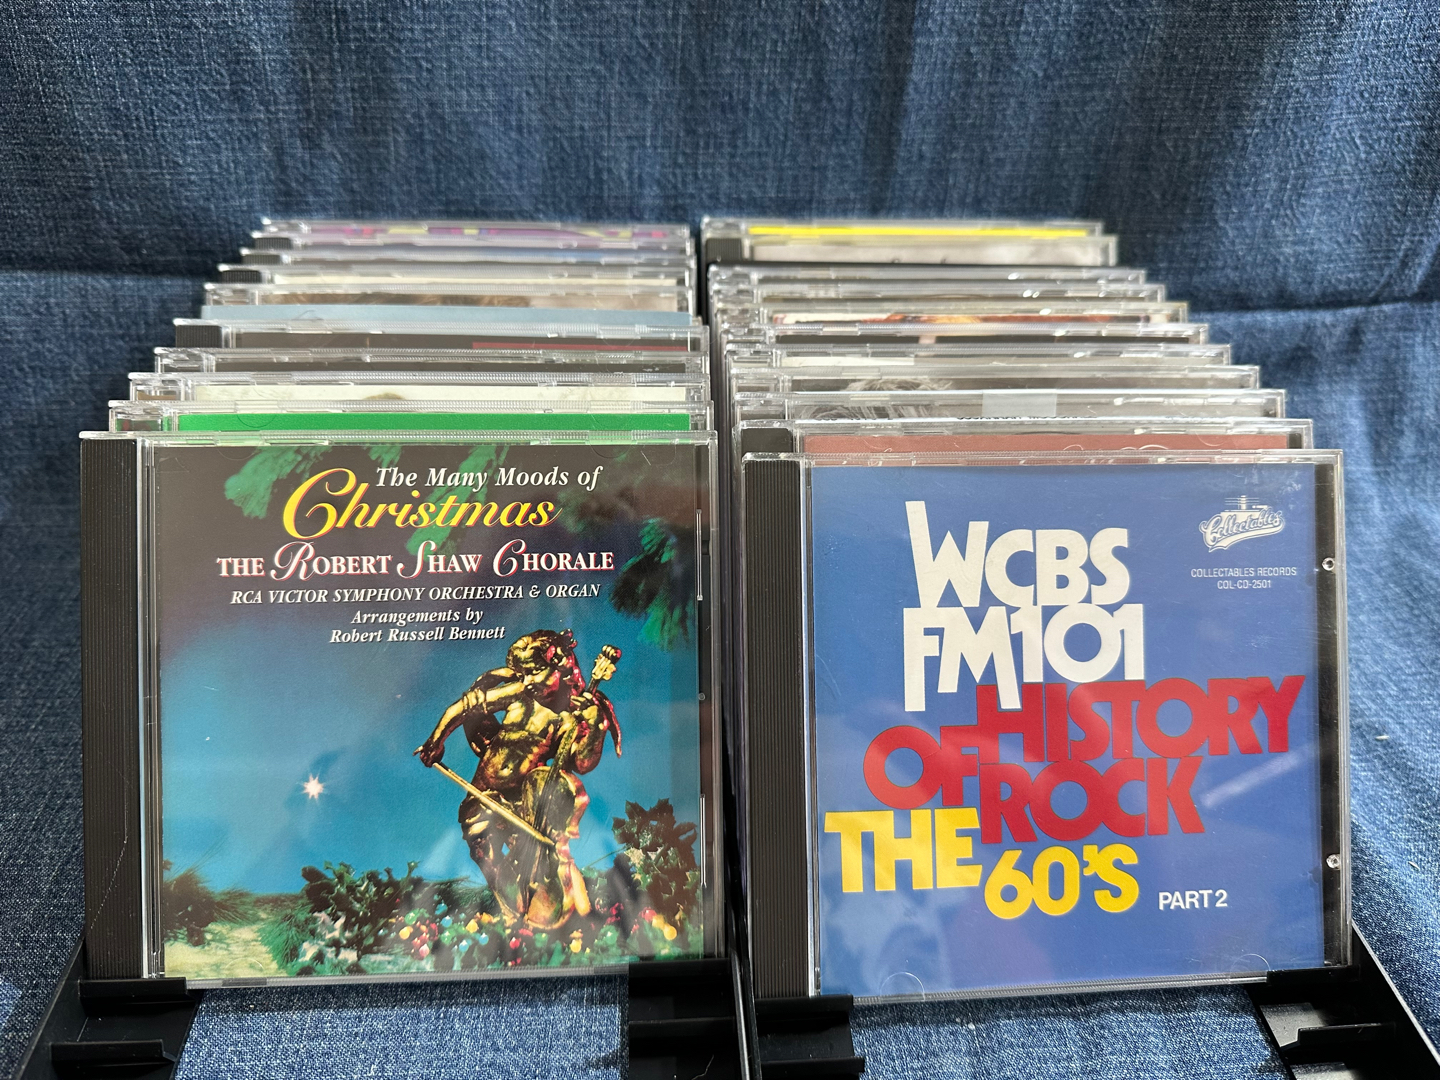 The Many Moods of
Christmas
THE ROBERT SHAW CHORALE
RCA VICTOR SYMPHONY ORCHESTRA & ORGAN
Arrangements by
Robert Russell Bennett
Collectables
COLLECTABLES RECORDS
COL-CD-2501
WCBS
FM101
HISTORY
OF ROCK
THE 60'S
PART 2